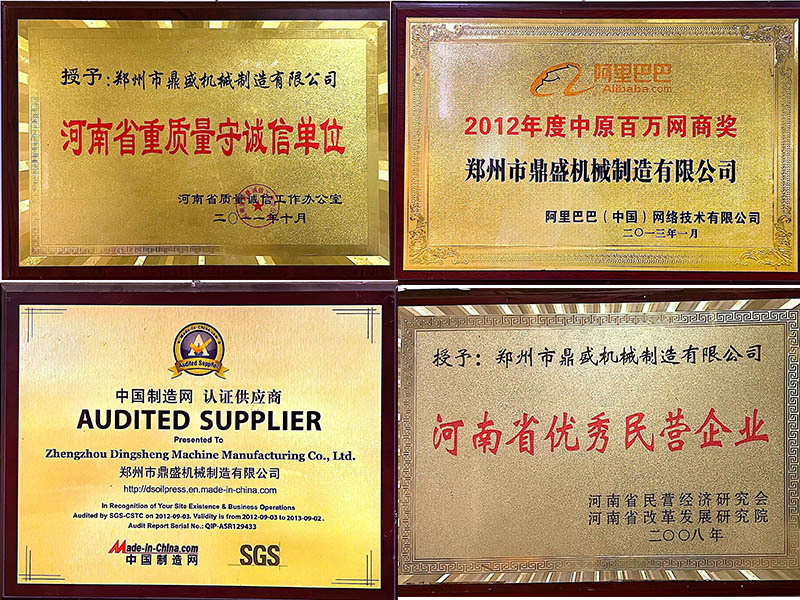 授予:郑州市鼎盛机械制造有限公司
河南省重质量守诚信单位
河南省质量诚信工作办公室
二〇一一年十月
阿里巴巴
Alibaba.com
2012年度中原百万网商奖
郑州市鼎盛机械制造有限公司
阿里巴巴(中国)网络技术有限公司
二〇一三年一月
Audited Supplier
中国制造网 认证供应商
AUDITED SUPPLIER
Presented To
Zhengzhou Dingsheng Machine Manufacturing Co., Ltd.
郑州市鼎盛机械制造有限公司
http://dsoilpress.en.made-in-china.com
In Recognition of Your Site Existence & Business Operations
Audited by SGS-CSTC on 2012-09-03. Validity is from 2012-09-03 to 2013-09-02.
Audit Report Serial No.: QIP-ASR129433
Made-in-China.com
中国制造网
SGS
授予:郑州市鼎盛机械制造有限公司
河南省优秀民营企业
河南省民营经济研究会
河南省改革发展研究院
二〇〇八年